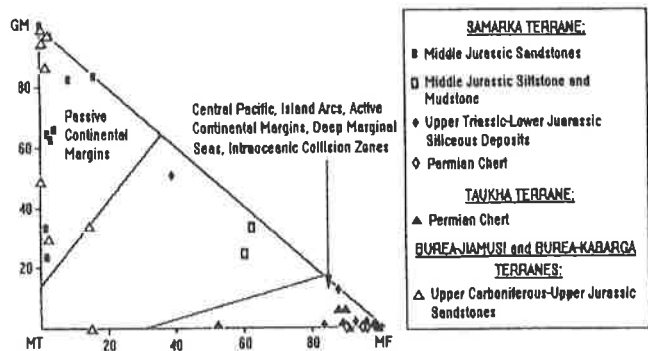 GM
80
60
40
20
MT
20
40
60
80
MF
Passive
Continental
Margins
Central Pacific, Island Arcs, Active
Continental Margins, Deep Marginal
Seas, Intraoceanic Collision Zones
SAMARKA TERRANE:
Middle Jurassic Sandstones
Middle Jurassic Siltstone and
Mudstone
Upper Triassic-Lower Juarassic
Siliceous Deposits
Permian Chert
TAUKHA TERRANE:
Permian Chert
BUREA-JIAMUSI and BUREA-KABARGA
TERRANES:
Upper Carboniferous-Upper Jurassic
Sandstones